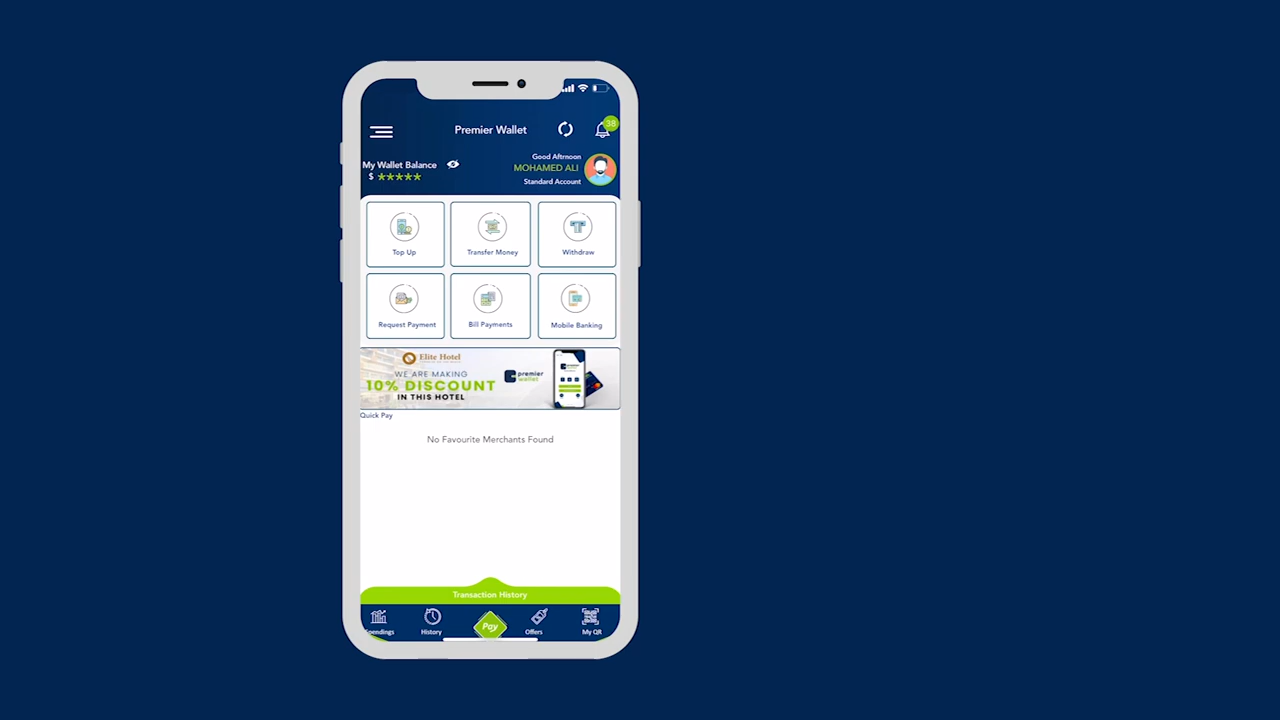 Premier Wallet
38
My Wallet Balance
$ *****
Good Aftrnoon
MOHAMED ALI
Standard Account
Top Up
Transfer Money
Withdraw
Request Payment
Bill Payments
Mobile Banking
Elite Hotel
WE ARE MAKING
10% DISCOUNT
IN THIS HOTEL
premier
wallet
Quick Pay
No Favourite Merchants Found
Transaction History
Spendings
History
Pay
Offers
My QR